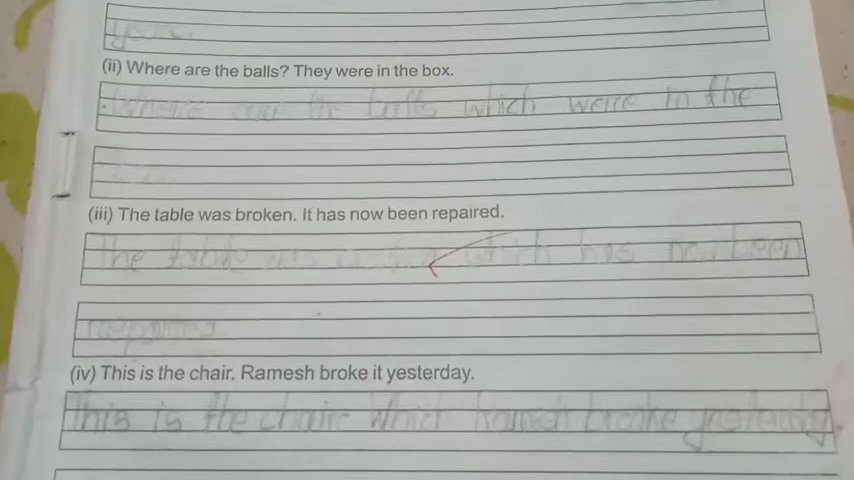 year.
(ii) Where are the balls? They were in the box.
Where are the balls which were in the
(iii) The table was broken. It has now been repaired.
The table was which has now been
repaired
(iv) This is the chair. Ramesh broke it yesterday.
This is the chair which Ramesh broke yesterday.